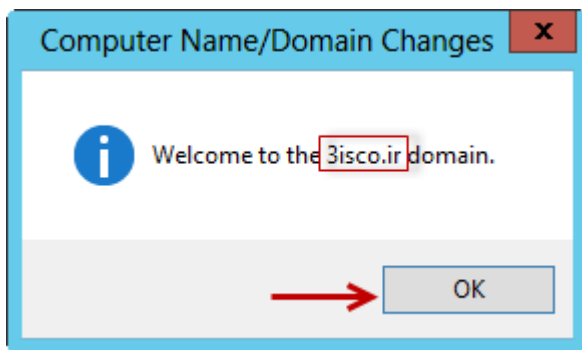 Computer Name/Domain Changes
x
Welcome to the 3isco.ir domain.
OK